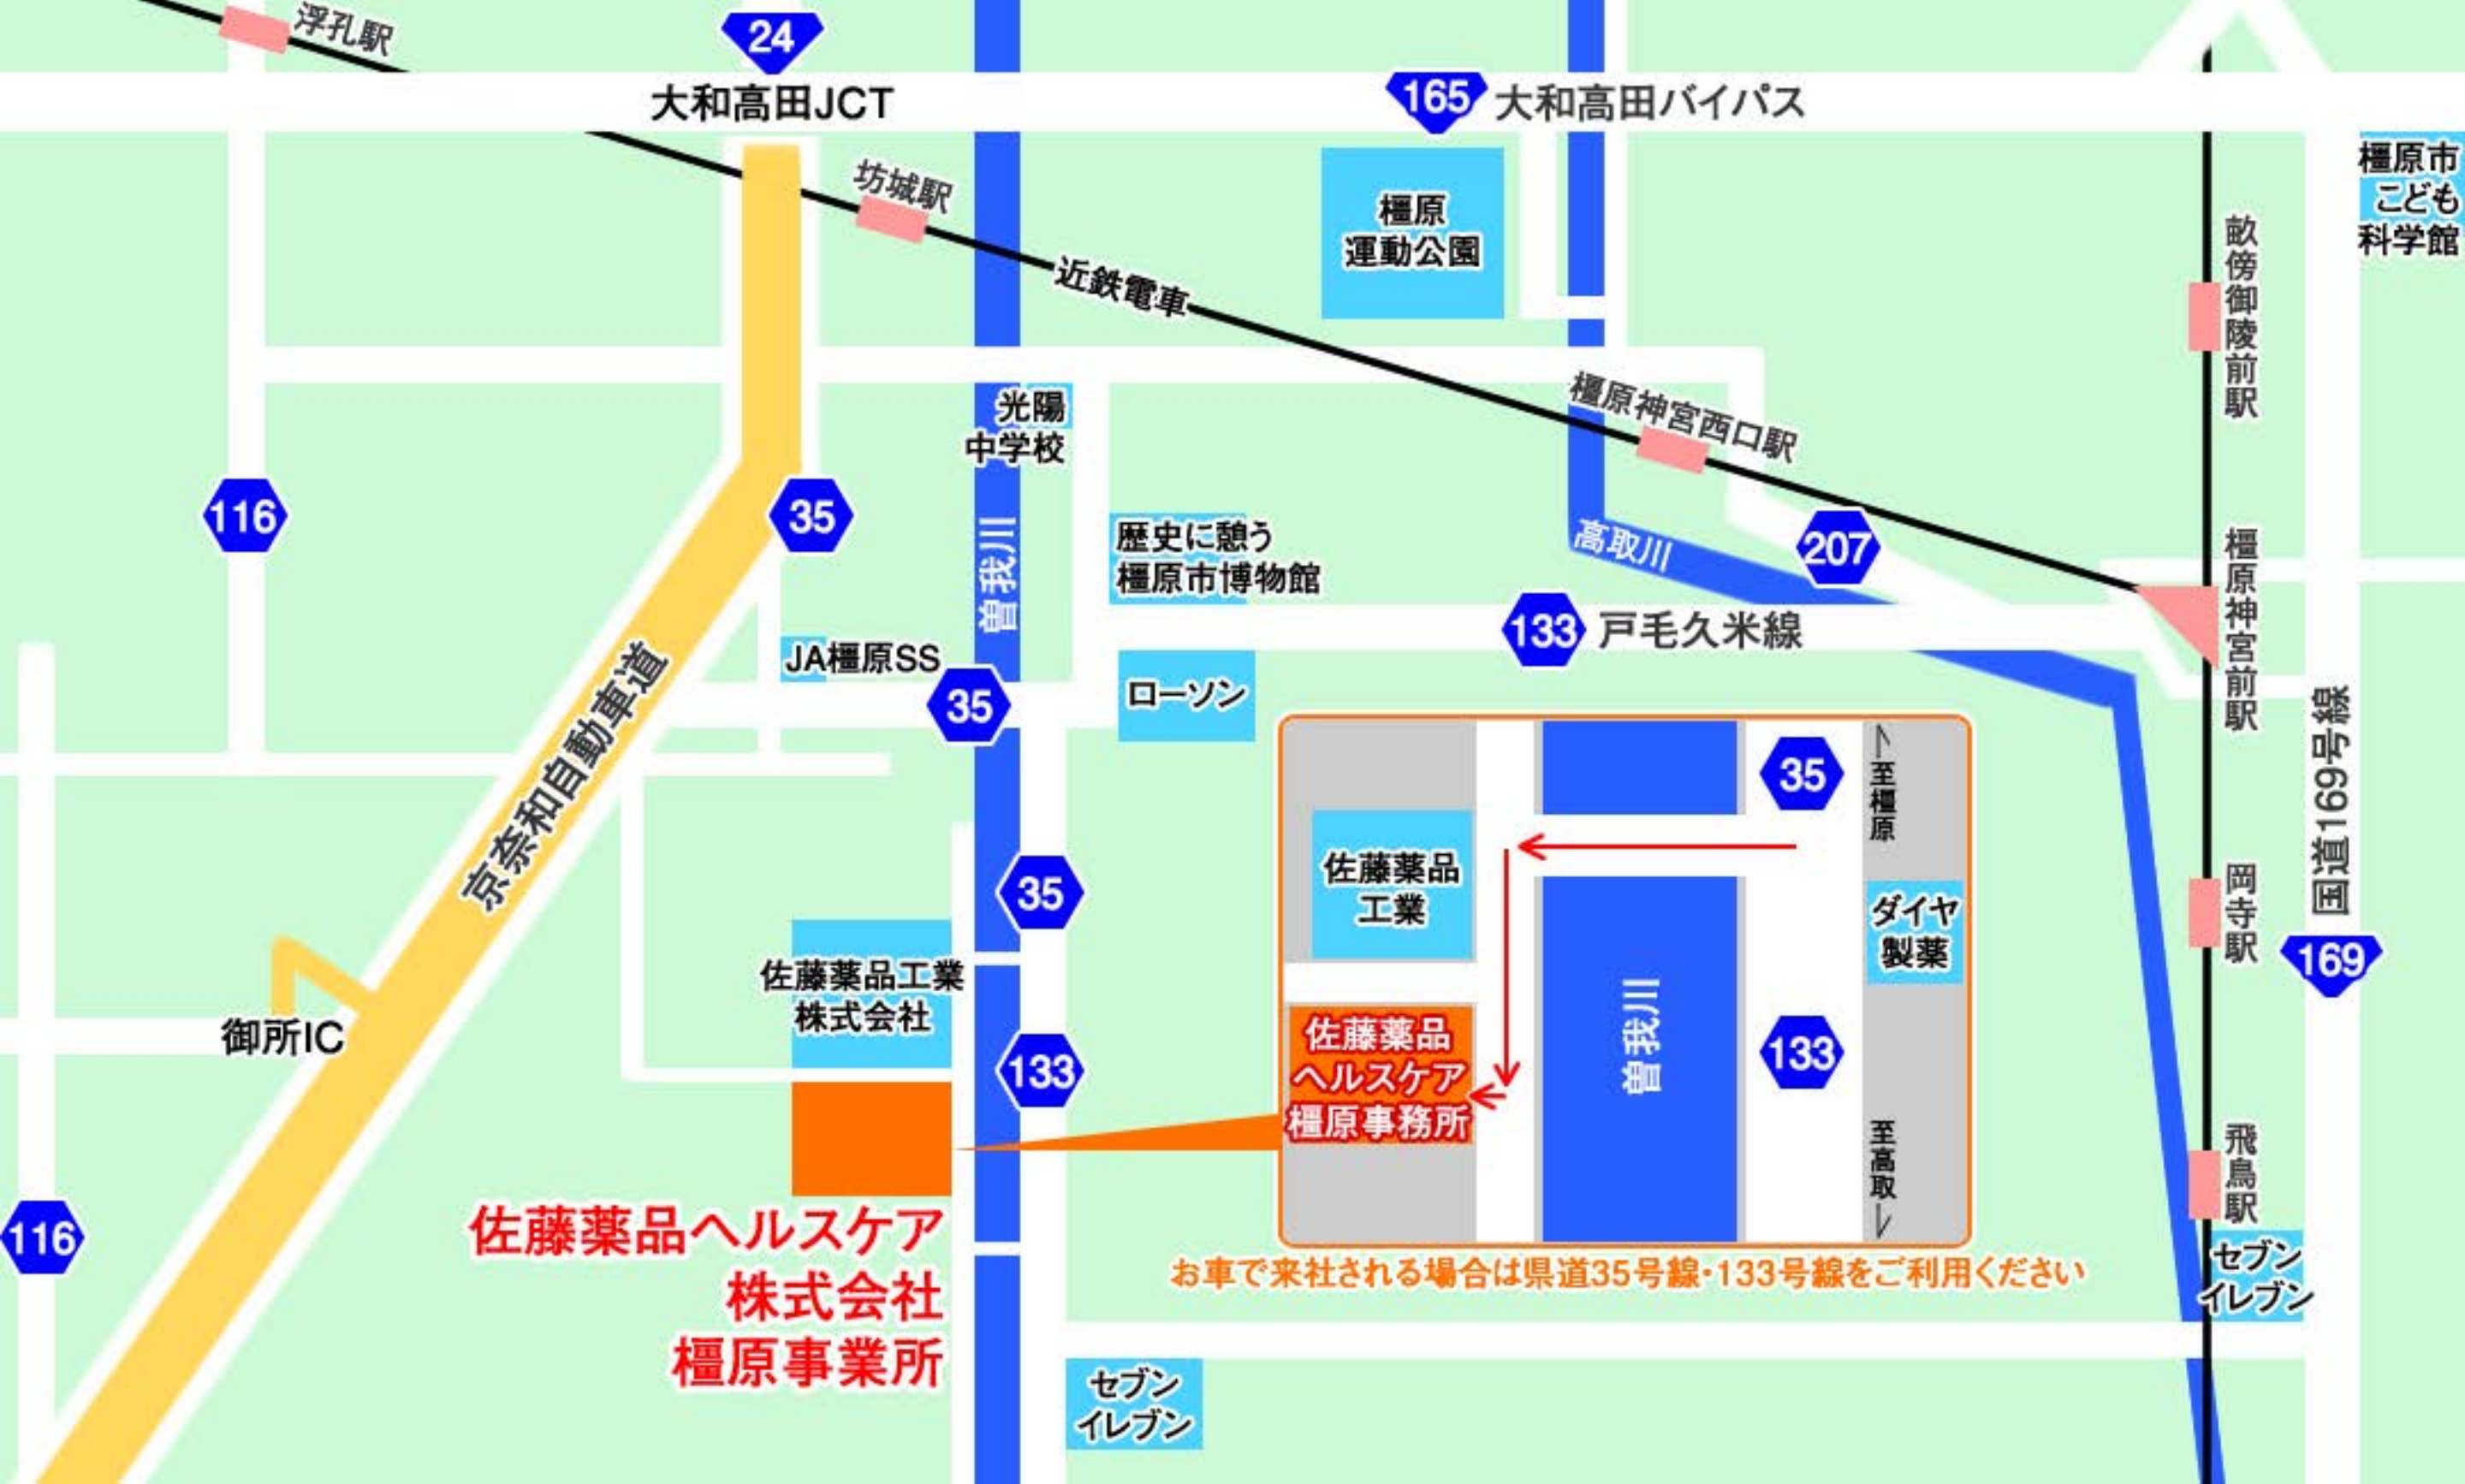 浮孔駅
24
大和高田JCT
165
大和高田バイパス
坊城駅
近鉄電車
橿原
運動公園
橿原市
こども
科学館
畝傍御陵前駅
光陽
中学校
橿原神宮西口駅
116
35
曽我川
歴史に憩う
橿原市博物館
高取川
207
橿原神宮前駅
133
戸毛久米線
JA橿原SS
35
ローソン
京奈和自動車道
国道169号線
35
至橿原
佐藤薬品
工業
ダイヤ
製薬
35
岡寺駅
169
佐藤薬品工業
株式会社
御所IC
133
佐藤薬品
ヘルスケア
橿原事務所
曽我川
133
至高取
飛鳥駅
116
佐藤薬品ヘルスケア
株式会社
橿原事業所
お車で来社される場合は県道35号線・133号線をご利用ください
セブン
イレブン
セブン
イレブン